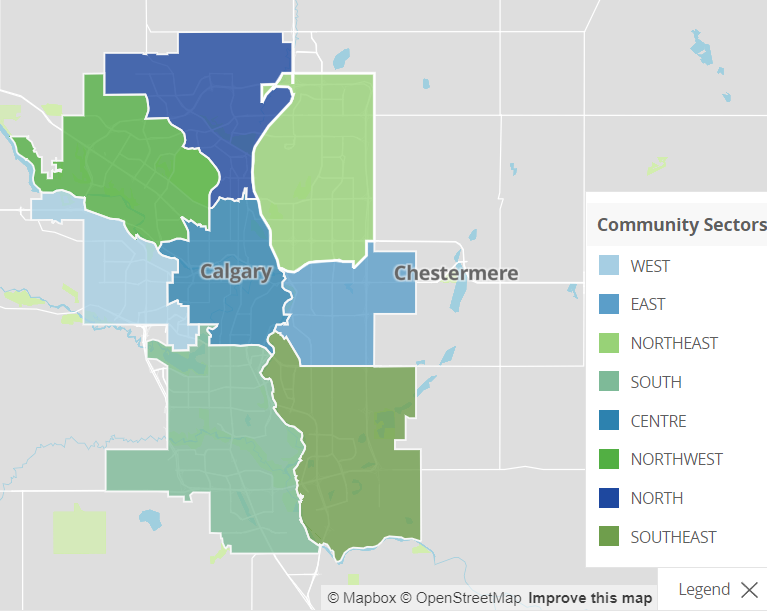 Calgary
Chestermere
Community Sectors
WEST
EAST
NORTHEAST
SOUTH
CENTRE
NORTHWEST
NORTH
SOUTHEAST
Legend
© Mapbox © OpenStreetMap Improve this map